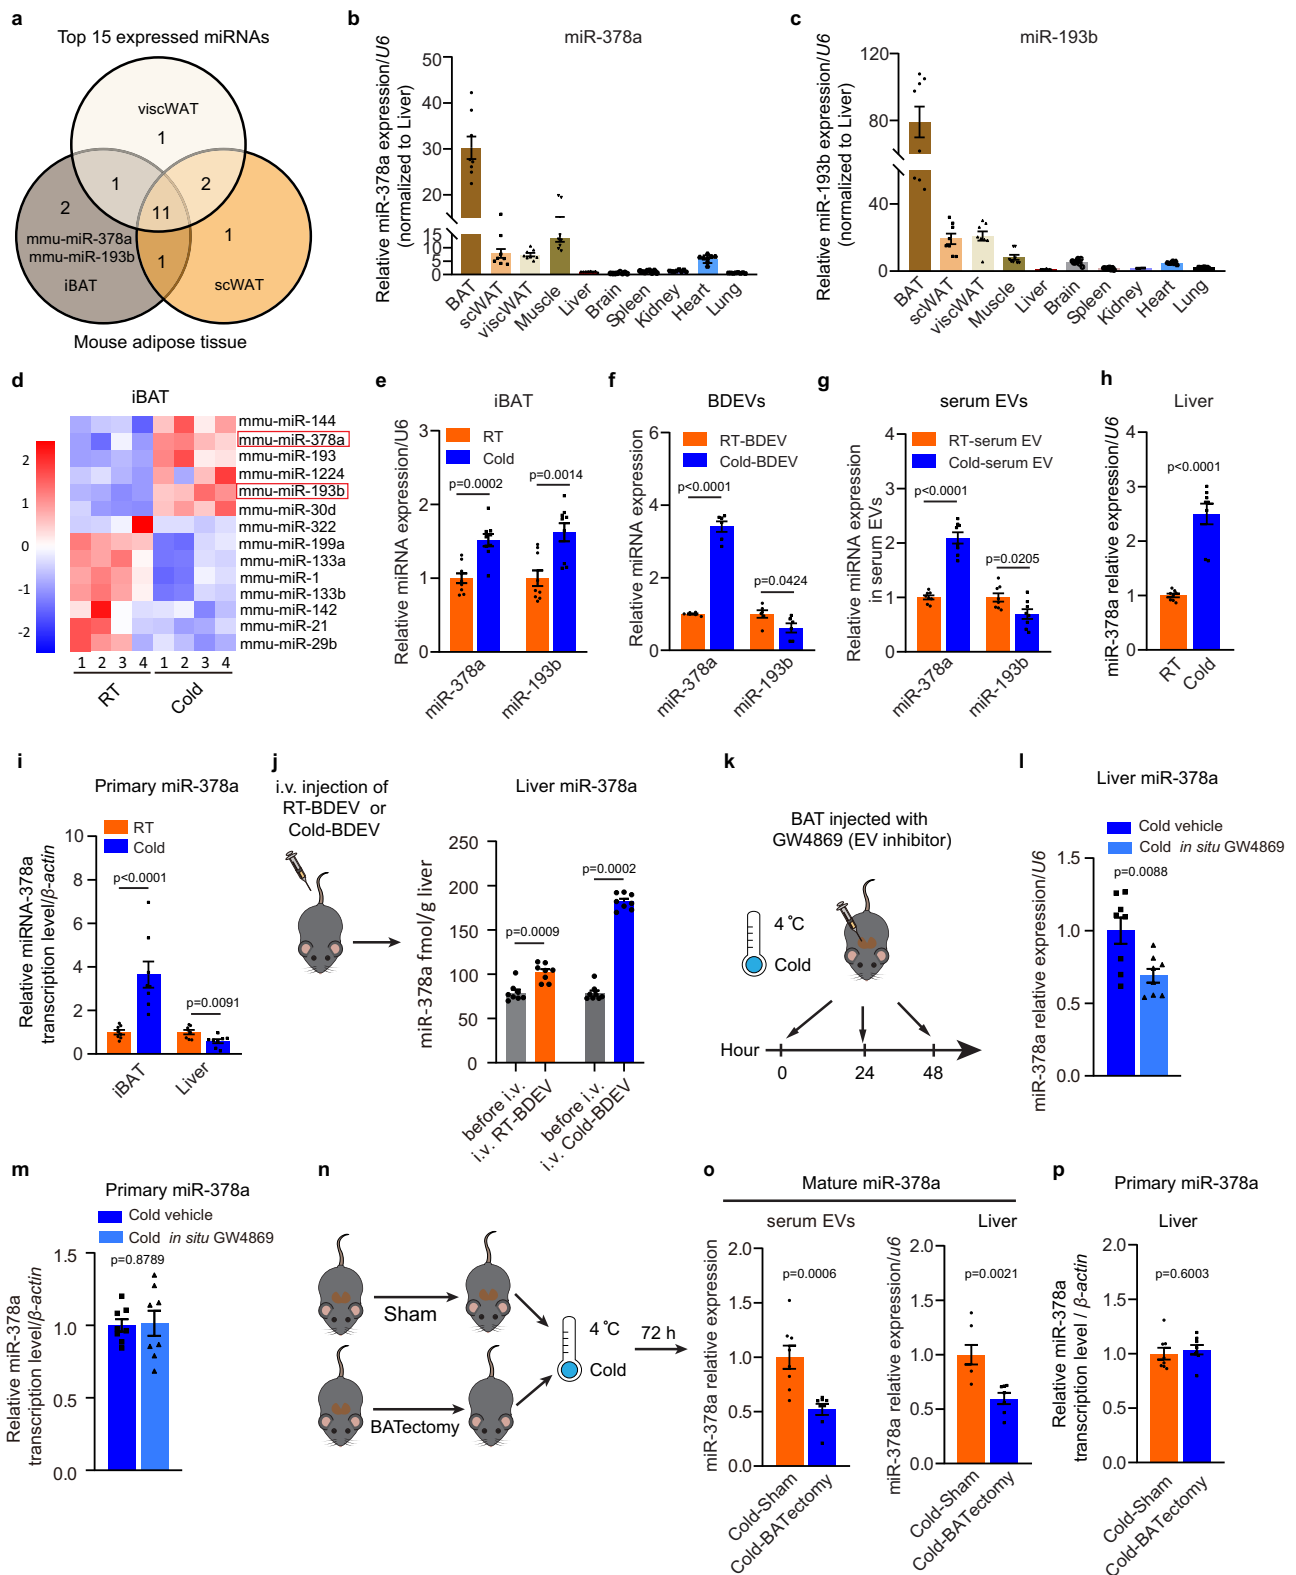 a
Top 15 expressed miRNAs
viscWAT
1
1
2
2
11
mmu-miR-378a
mmu-miR-193b
1
1
iBAT
scWAT
Mouse adipose tissue
b
miR-378a
Relative miR-378a expression/U6
(normalized to Liver)
50
40
30
20
15
10
5
0
BAT
scWAT
viscWAT
Muscle
Liver
Brain
Spleen
Kidney
Heart
Lung
c
miR-193b
Relative miR-193b expression/U6
(normalized to Liver)
120
80
40
0
BAT
scWAT
viscWAT
Muscle
Liver
Brain
Spleen
Kidney
Heart
Lung
d
iBAT
2
1
0
-1
-2
mmu-miR-144
mmu-miR-378a
mmu-miR-193
mmu-miR-1224
mmu-miR-193b
mmu-miR-30d
mmu-miR-322
mmu-miR-199a
mmu-miR-133a
mmu-miR-1
mmu-miR-133b
mmu-miR-142
mmu-miR-21
mmu-miR-29b
1 2 3 4 1 2 3 4
RT
Cold
e
iBAT
Relative miRNA expression/U6
RT
Cold
p=0.0002
p=0.0014
3
2
1
0
miR-378a
miR-193b
f
BDEVs
Relative miRNA expression
RT-BDEV
Cold-BDEV
p<0.0001
p=0.0424
6
4
2
0
miR-378a
miR-193b
g
serum EVs
Relative miRNA expression
in serum EVs
RT-serum EV
Cold-serum EV
p<0.0001
p=0.0205
4
3
2
1
0
miR-378a
miR-193b
h
Liver
miR-378a relative expression/U6
p<0.0001
4
3
2
1
0
RT
Cold
i
Primary miR-378a
Relative miRNA-378a
transcription level/β-actin
RT
Cold
p<0.0001
p=0.0091
10
8
6
4
2
0
iBAT
Liver
j
i.v. injection of
RT-BDEV or
Cold-BDEV
Liver miR-378a
miR-378a fmol/g liver
p=0.0009
p=0.0002
250
200
150
100
50
0
before i.v.
i.v. RT-BDEV
before i.v.
i.v. Cold-BDEV
k
BAT injected with
GW4869 (EV inhibitor)
4 °C
Cold
Hour
0
24
48
l
Liver miR-378a
Cold vehicle
Cold in situ GW4869
miR-378a relative expression/U6
p=0.0088
1.5
1.0
0.5
0.0
m
Primary miR-378a
Cold vehicle
Cold in situ GW4869
Relative miR-378a
transcription level/β-actin
p=0.8789
1.5
1.0
0.5
0.0
n
Sham
BATectomy
4 °C
Cold
72 h
o
Mature miR-378a
serum EVs
miR-378a relative expression
p=0.0006
2.0
1.0
0.5
0.0
Cold-Sham
Cold-BATectomy
Liver
miR-378a relative expression/u6
p=0.0021
2.0
1.0
0.5
0.0
Cold-Sham
Cold-BATectomy
p
Primary miR-378a
Liver
Relative miR-378a
transcription level / β-actin
p=0.6003
2.0
1.5
1.0
0.5
0.0
Cold-Sham
Cold-BATectomy